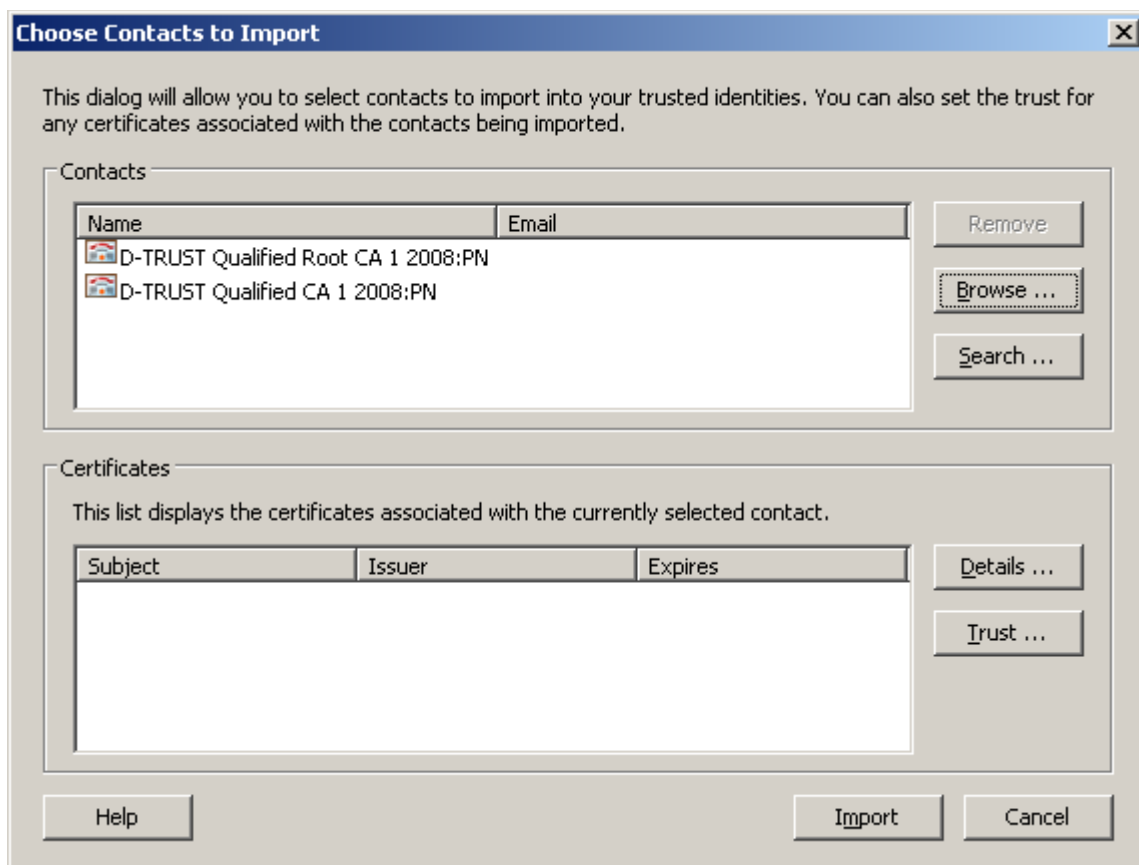 Choose Contacts to Import
This dialog will allow you to select contacts to import into your trusted identities. You can also set the trust for
any certificates associated with the contacts being imported.
Contacts
Name Email
D-TRUST Qualified Root CA 1 2008:PN
D-TRUST Qualified CA 1 2008:PN
Remove
Browse ...
Search ...
Certificates
This list displays the certificates associated with the currently selected contact.
Subject Issuer Expires
Details ...
Trust ...
Help Import Cancel